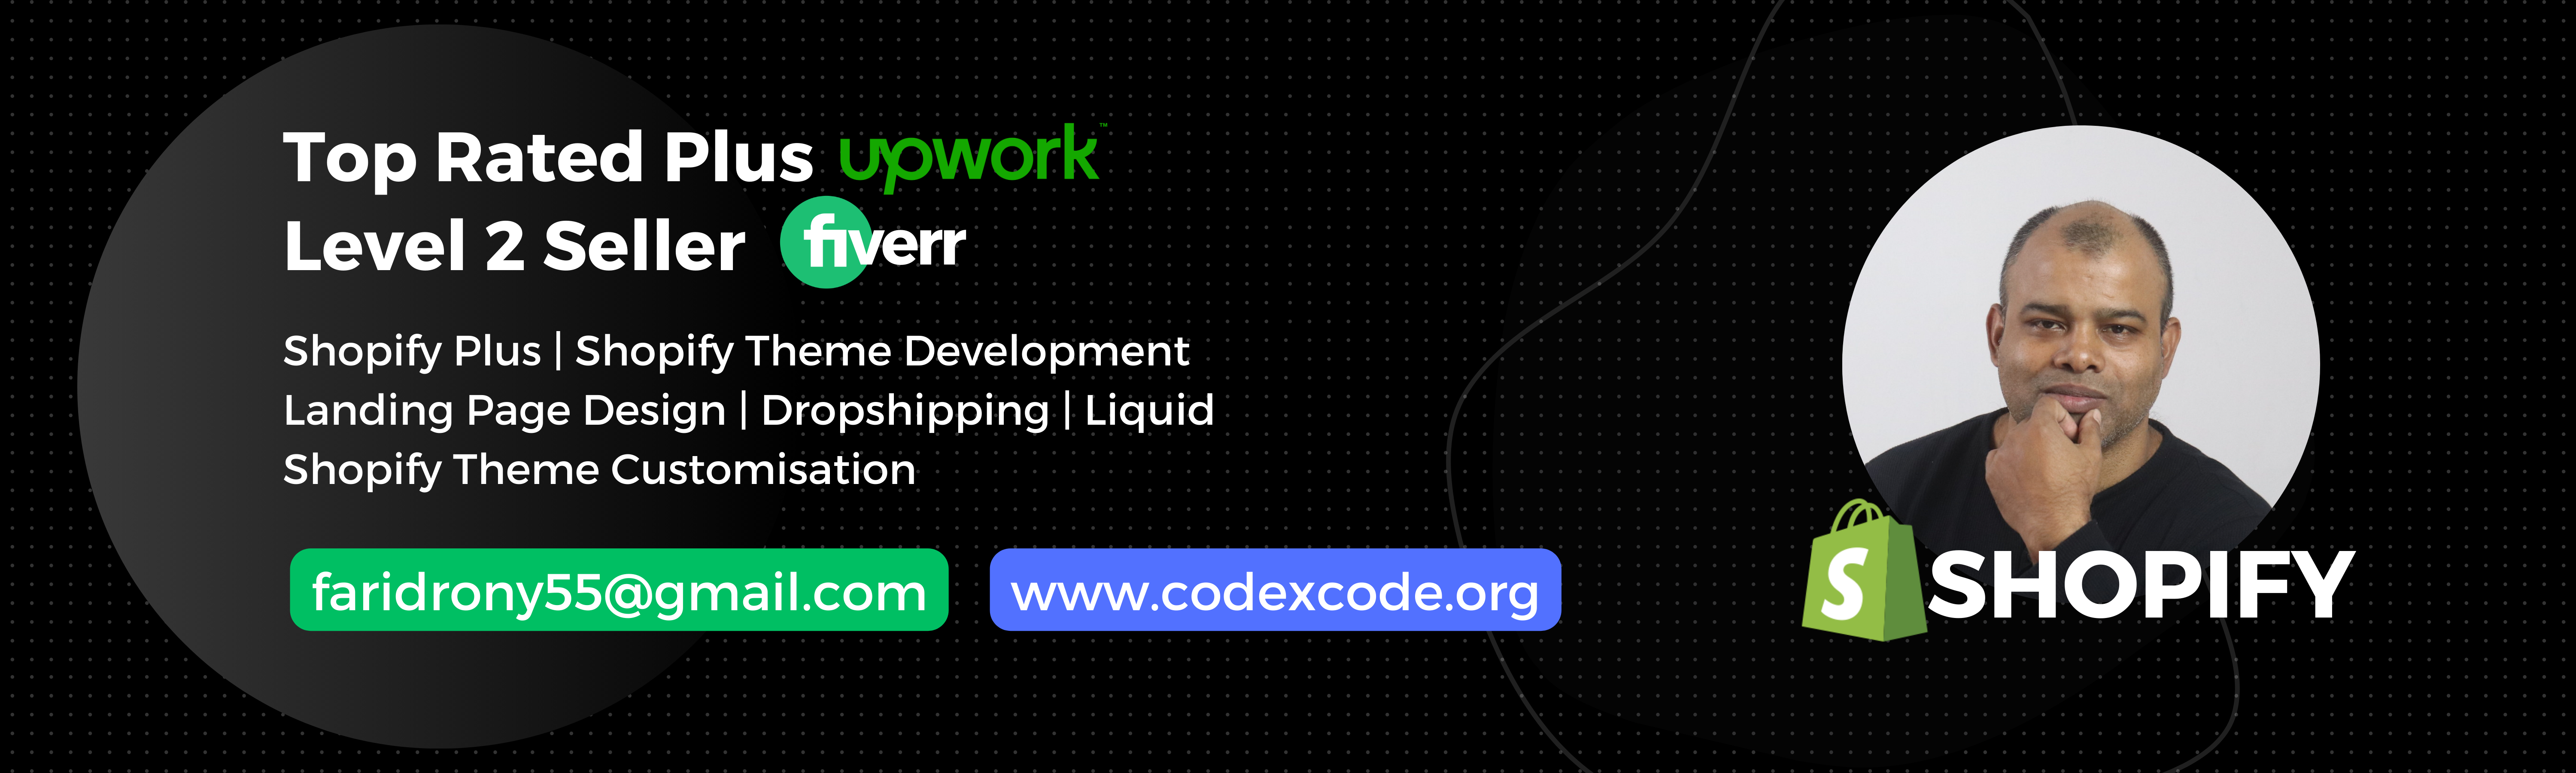 Top Rated Plus upwork™
Level 2 Seller fiverr
Shopify Plus | Shopify Theme Development
Landing Page Design | Dropshipping | Liquid
Shopify Theme Customisation
faridrony55@gmail.com
www.codexcode.org
S SHOPIFY